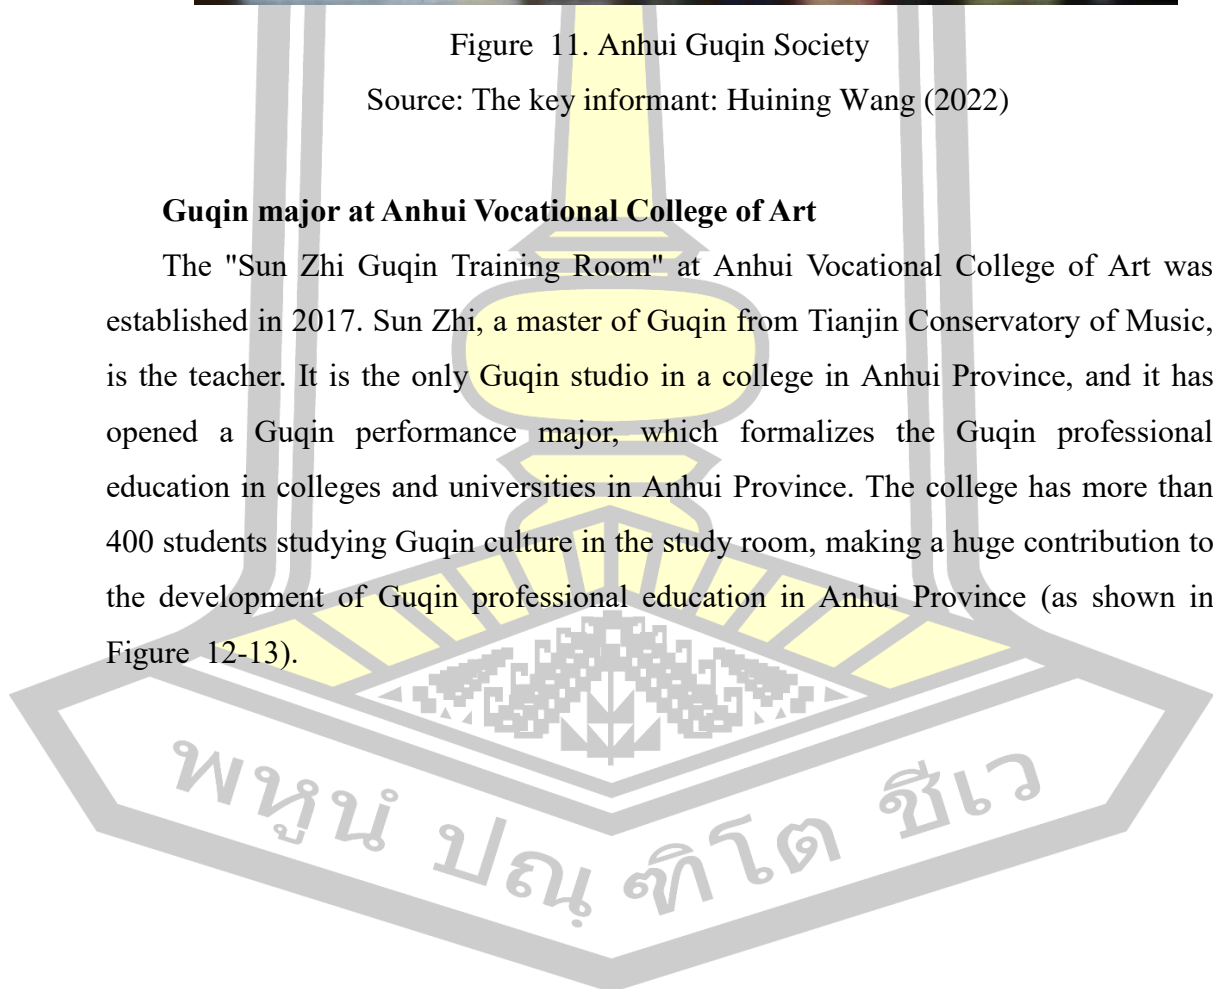 Figure  11. Anhui Guqin Society
Source: The key informant: Huining Wang (2022)
Guqin major at Anhui Vocational College of Art
The "Sun Zhi Guqin Training Room" at Anhui Vocational College of Art was
established in 2017. Sun Zhi, a master of Guqin from Tianjin Conservatory of Music,
is the teacher. It is the only Guqin studio in a college in Anhui Province, and it has
opened a Guqin performance major, which formalizes the Guqin professional
education in colleges and universities in Anhui Province. The college has more than
400 students studying Guqin culture in the study room, making a huge contribution to
the development of Guqin professional education in Anhui Province (as shown in
Figure  12-13).
พหูนํ ปณฺฑิโต ชีเว